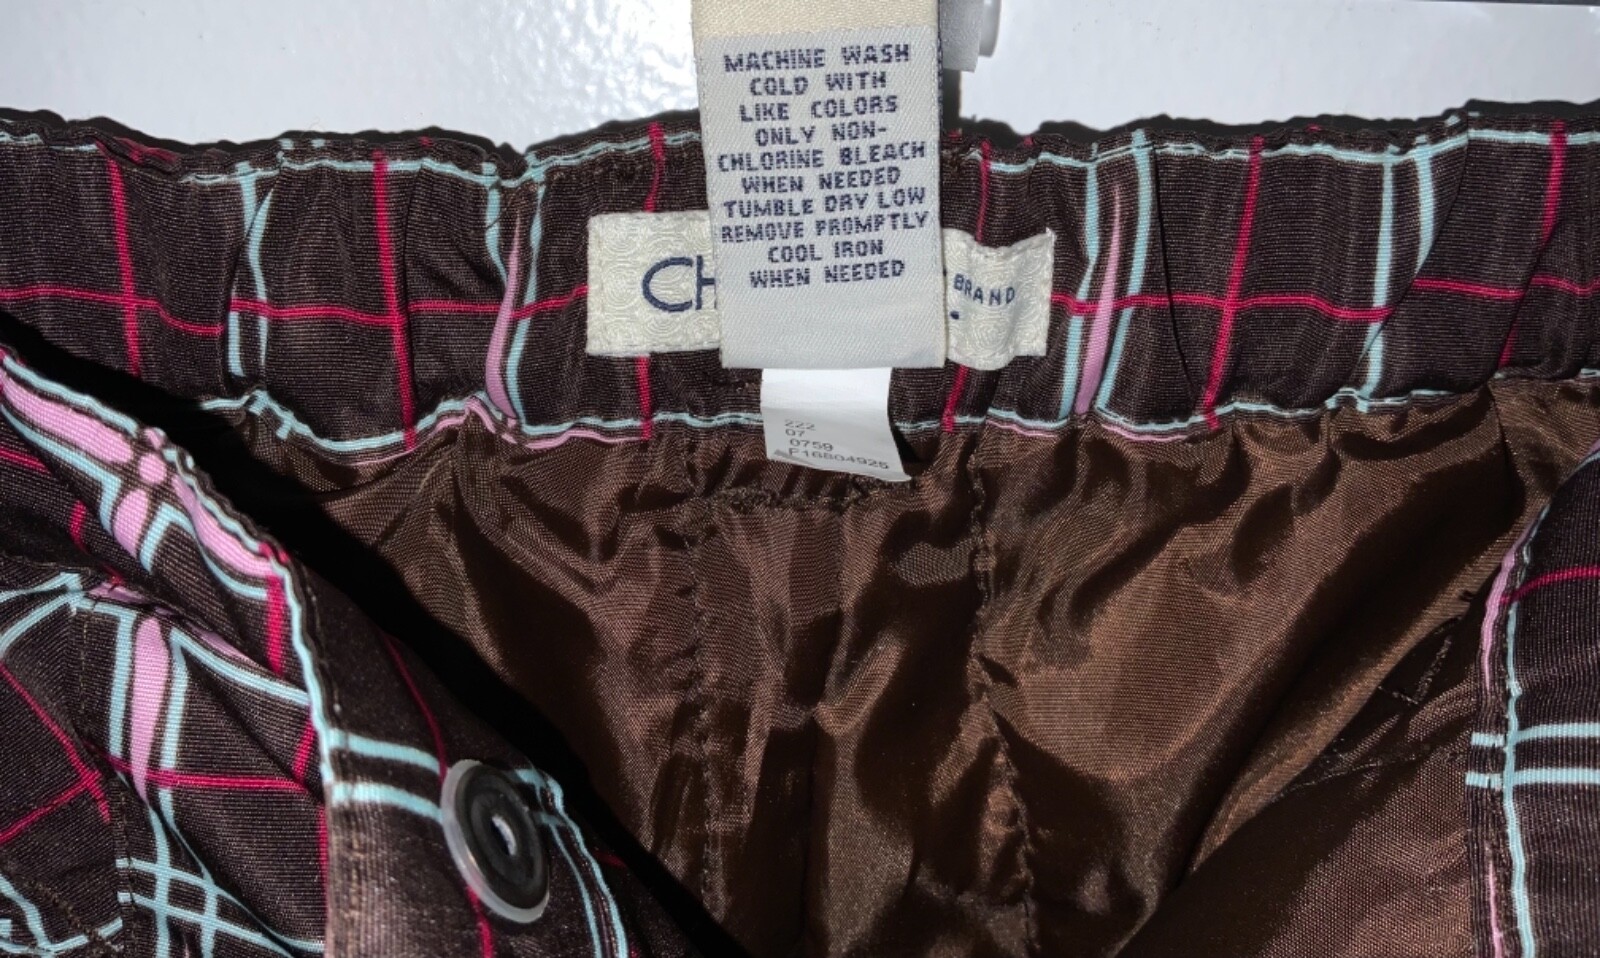 MACHINE WASH
COLD WITH
LIKE COLORS
ONLY NON-
CHLORINE BLEACH
WHEN NEEDED
TUMBLE DRY LOW
REMOVE PROMPTLY
COOL IRON
WHEN NEEDED
CH
BRAND
222
07
0759
F16804925